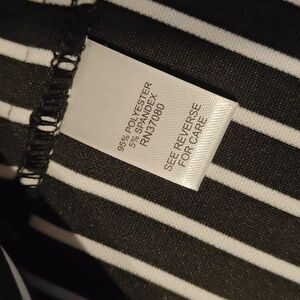 95% POLYESTER
5% SPANDEX
RN37080
SEE REVERSE
FOR CARE